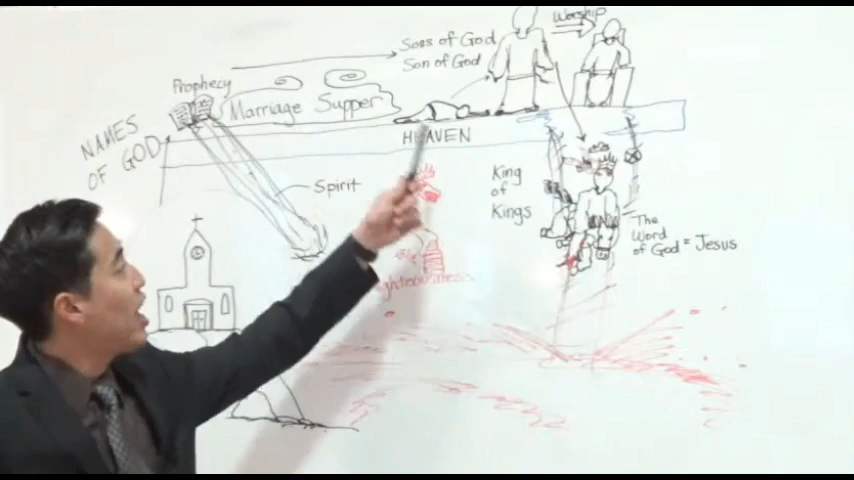 Worship
Sons of God
Son of God
Prophecy
Marriage Supper
NAMES
OF GOD
HEAVEN
Spirit
King
of
Kings
The
Word
of God = Jesus